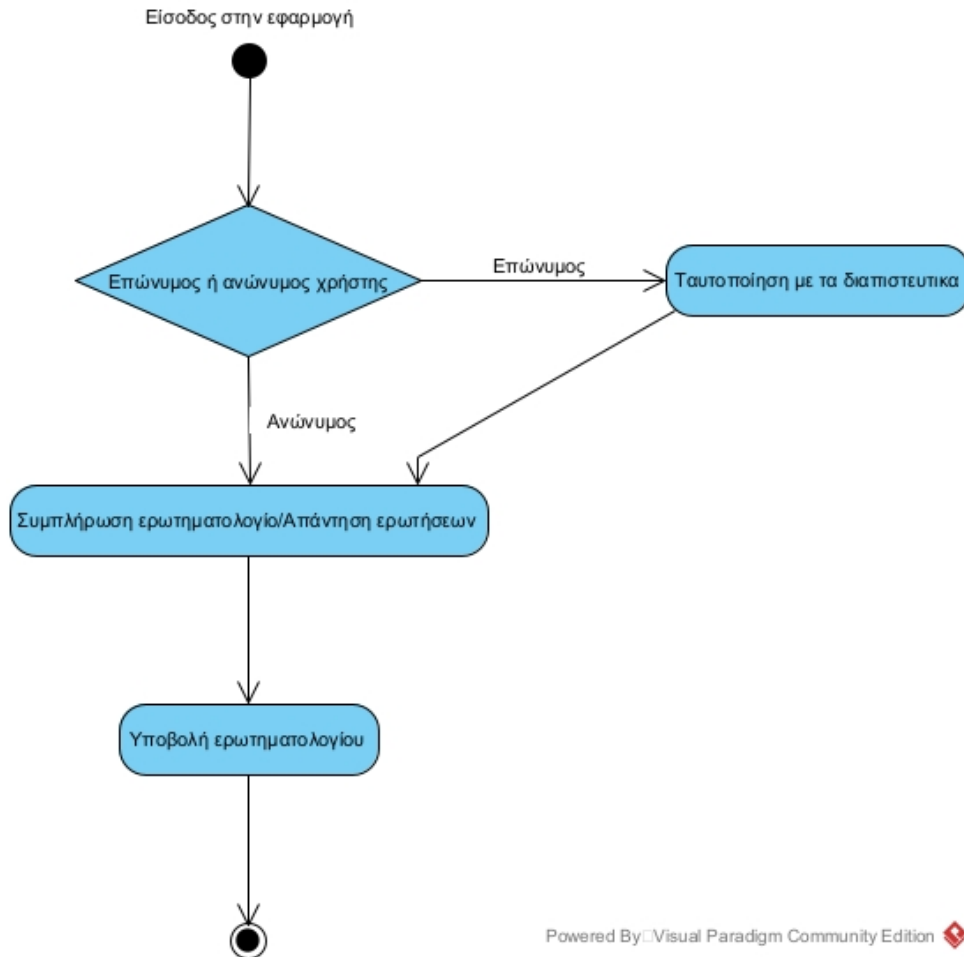 Είσοδος στην εφαρμογή
Επώνυμος ή ανώνυμος χρήστης
Επώνυμος
Ταυτοποίηση με τα διαπιστευτικα
Ανώνυμος
Συμπλήρωση ερωτηματολογίο/Απάντηση ερωτήσεων
Υποβολή ερωτηματολογίου
Powered By□Visual Paradigm Community Edition